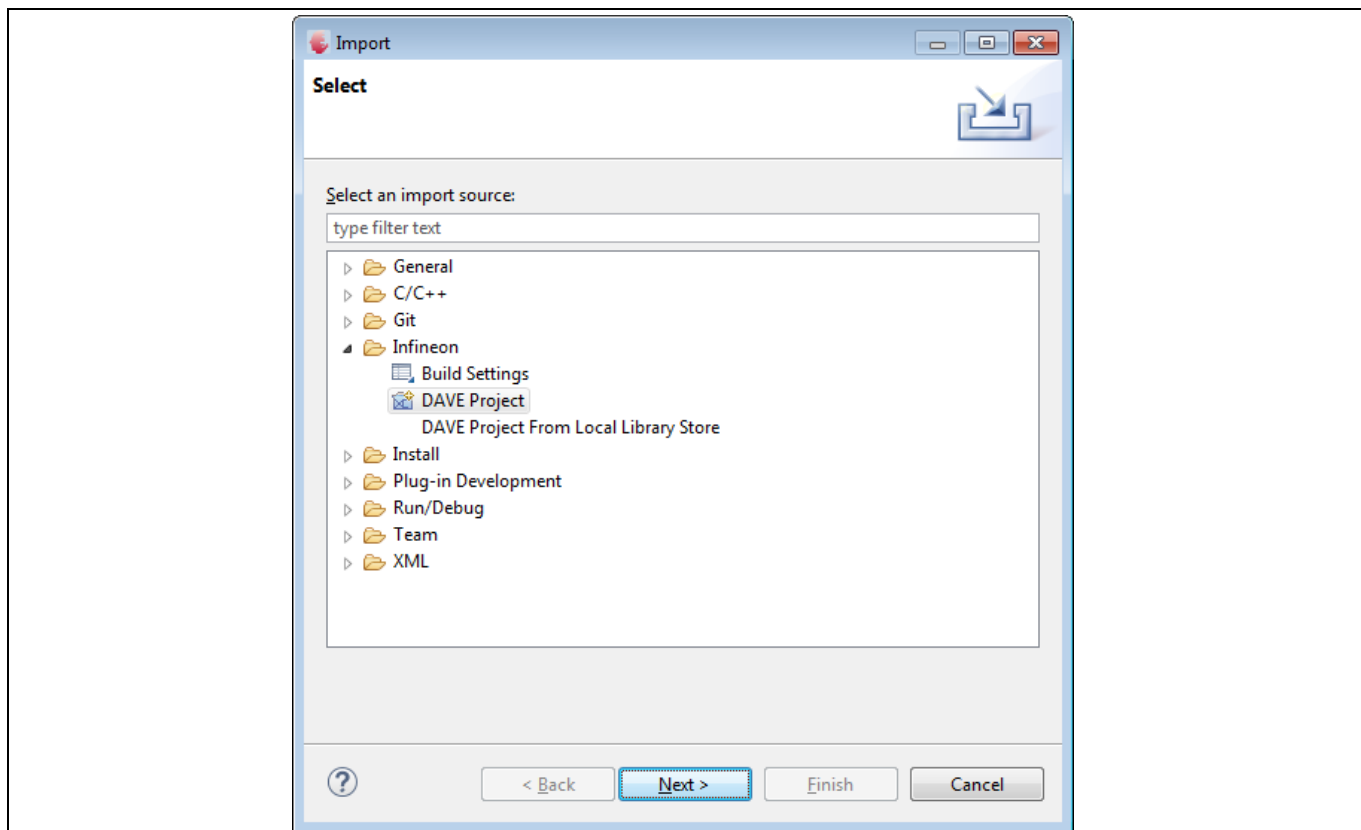 Import
Select
Select an import source:
type filter text
General
C/C++
Git
Infineon
Build Settings
DAVE Project
DAVE Project From Local Library Store
Install
Plug-in Development
Run/Debug
Team
XML
?
< Back
Next >
Finish
Cancel